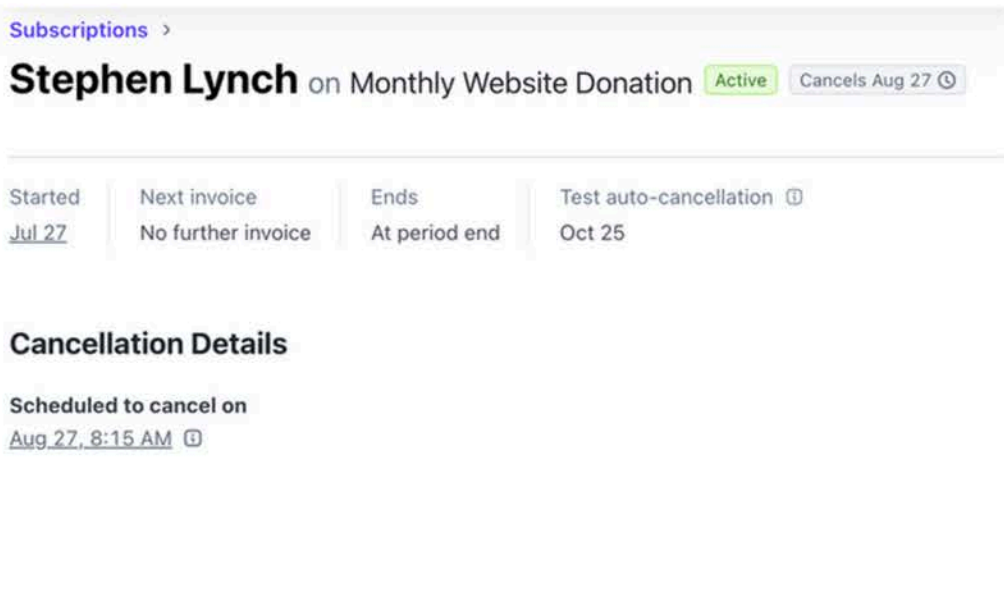 Subscriptions >
Stephen Lynch on Monthly Website Donation Active Cancels Aug 27
Started Next invoice Ends Test auto-cancellation
Jul 27 No further invoice At period end Oct 25
Cancellation Details
Scheduled to cancel on
Aug 27, 8:15 AM